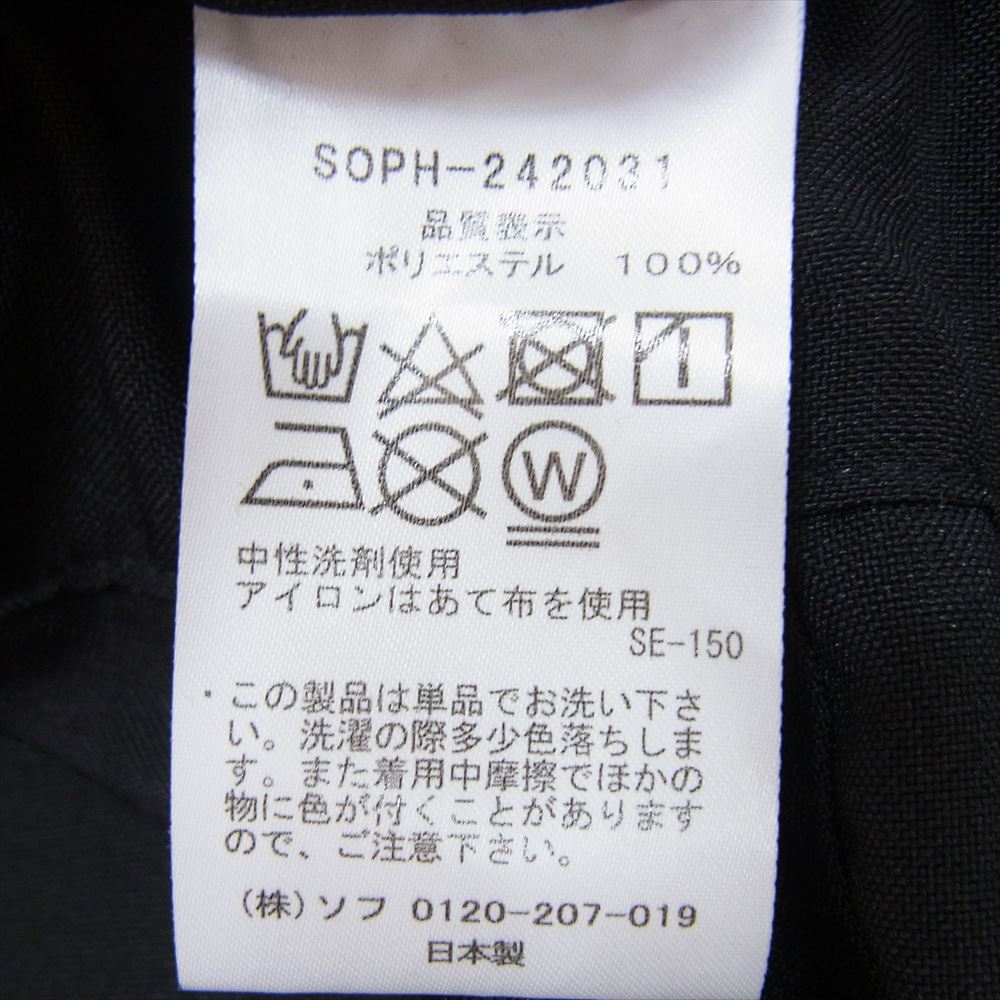 SOPH-242031
品質表示
ポリエステル 100%
W
中性洗剤使用
アイロンはあて布を使用
SE-150
・この製品は単品でお洗い下さ
い。洗濯の際多少色落ちしま
す。また着用中摩擦でほかの
物に色が付くことがあります
ので、ご注意下さい。
(株)ソフ 0120-207-019
日本製